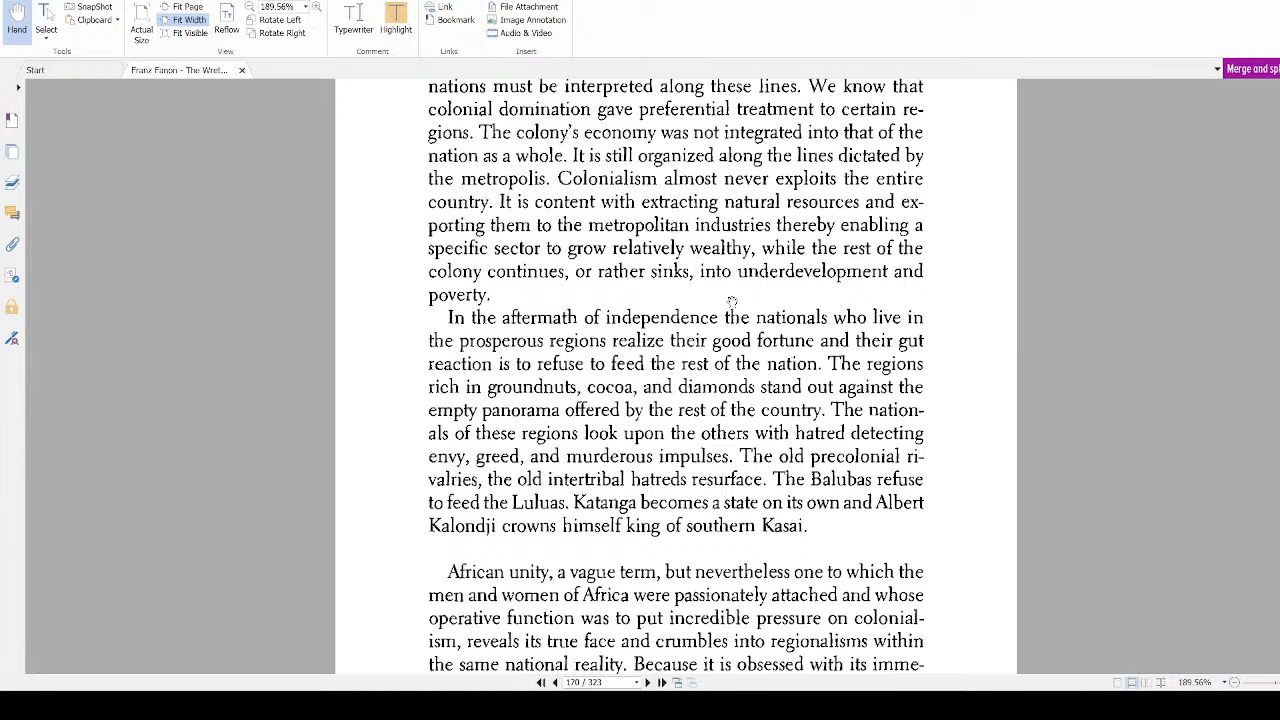 SnapShot
Fit Page
189.56%
Link
File Attachment
Clipboard
Fit Width
Rotate Left
Bookmark
Image Annotation
Hand
Select
Actual Size
Fit Visible
Reflow
Rotate Right
Typewriter
Highlight
Audio & Video
Tools
View
Comment
Links
Insert
Start
Franz Fanon - The Wret...
Merge and spl
nations must be interpreted along these lines. We know that
colonial domination gave preferential treatment to certain re-
gions. The colony's economy was not integrated into that of the
nation as a whole. It is still organized along the lines dictated by
the metropolis. Colonialism almost never exploits the entire
country. It is content with extracting natural resources and ex-
porting them to the metropolitan industries thereby enabling a
specific sector to grow relatively wealthy, while the rest of the
colony continues, or rather sinks, into underdevelopment and
poverty.
In the aftermath of independence the nationals who live in
the prosperous regions realize their good fortune and their gut
reaction is to refuse to feed the rest of the nation. The regions
rich in groundnuts, cocoa, and diamonds stand out against the
empty panorama offered by the rest of the country. The nation-
als of these regions look upon the others with hatred detecting
envy, greed, and murderous impulses. The old precolonial ri-
valries, the old intertribal hatreds resurface. The Balubas refuse
to feed the Luluas. Katanga becomes a state on its own and Albert
Kalondji crowns himself king of southern Kasai.
African unity, a vague term, but nevertheless one to which the
men and women of Africa were passionately attached and whose
operative function was to put incredible pressure on colonial-
ism, reveals its true face and crumbles into regionalisms within
the same national reality. Because it is obsessed with its imme-
170 / 323
189.56%